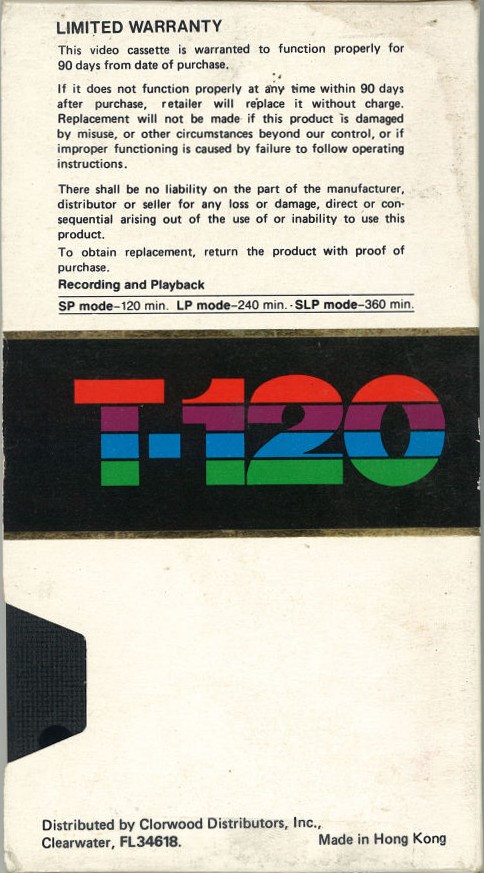 LIMITED WARRANTY
This video cassette is warranted to function properly for
90 days from date of purchase.
If it does not function properly at any time within 90 days
after purchase, retailer will replace it without charge.
Replacement will not be made if this product is damaged
by misuse, or other circumstances beyond our control, or if
improper functioning is caused by failure to follow operating
instructions.
There shall be no liability on the part of the manufacturer,
distributor or seller for any loss or damage, direct or con-
sequential arising out of the use of or inability to use this
product.
To obtain replacement, return the product with proof of
purchase.
Recording and Playback
SP mode–120 min. LP mode–240 min. · SLP mode–360 min.
T-120
Distributed by Clorwood Distributors, Inc.,
Clearwater, FL34618.
Made in Hong Kong